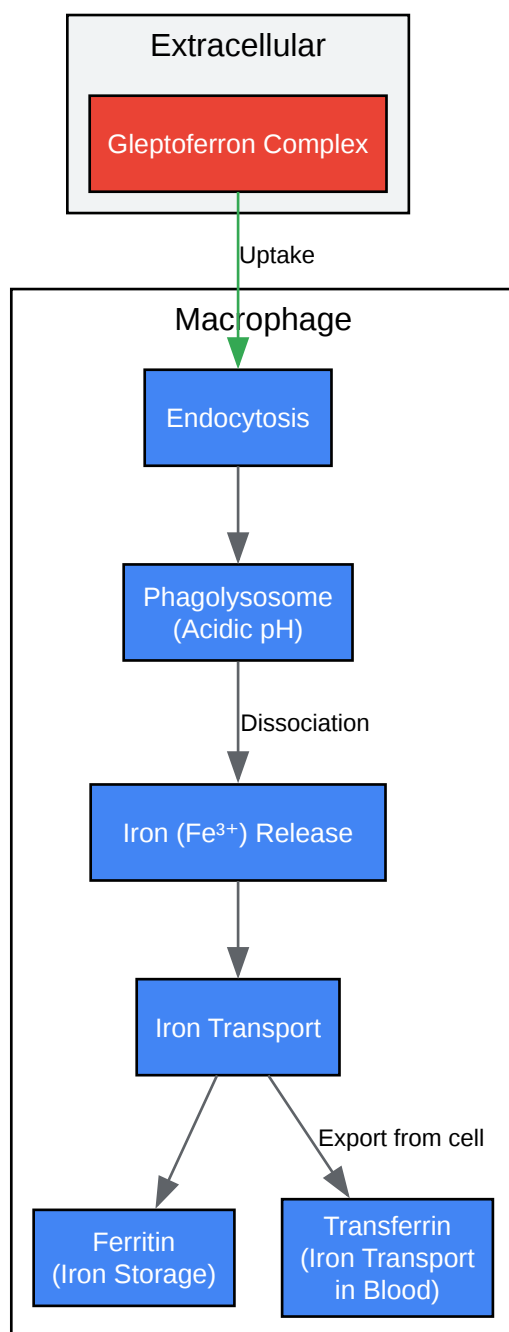 Extracellular
Gleptoferron Complex
Uptake
Macrophage
Endocytosis
Phagolysosome
(Acidic pH)
Dissociation
Iron (Fe³⁺) Release
Iron Transport
Export from cell
Ferritin
(Iron Storage)
Transferrin
(Iron Transport
in Blood)